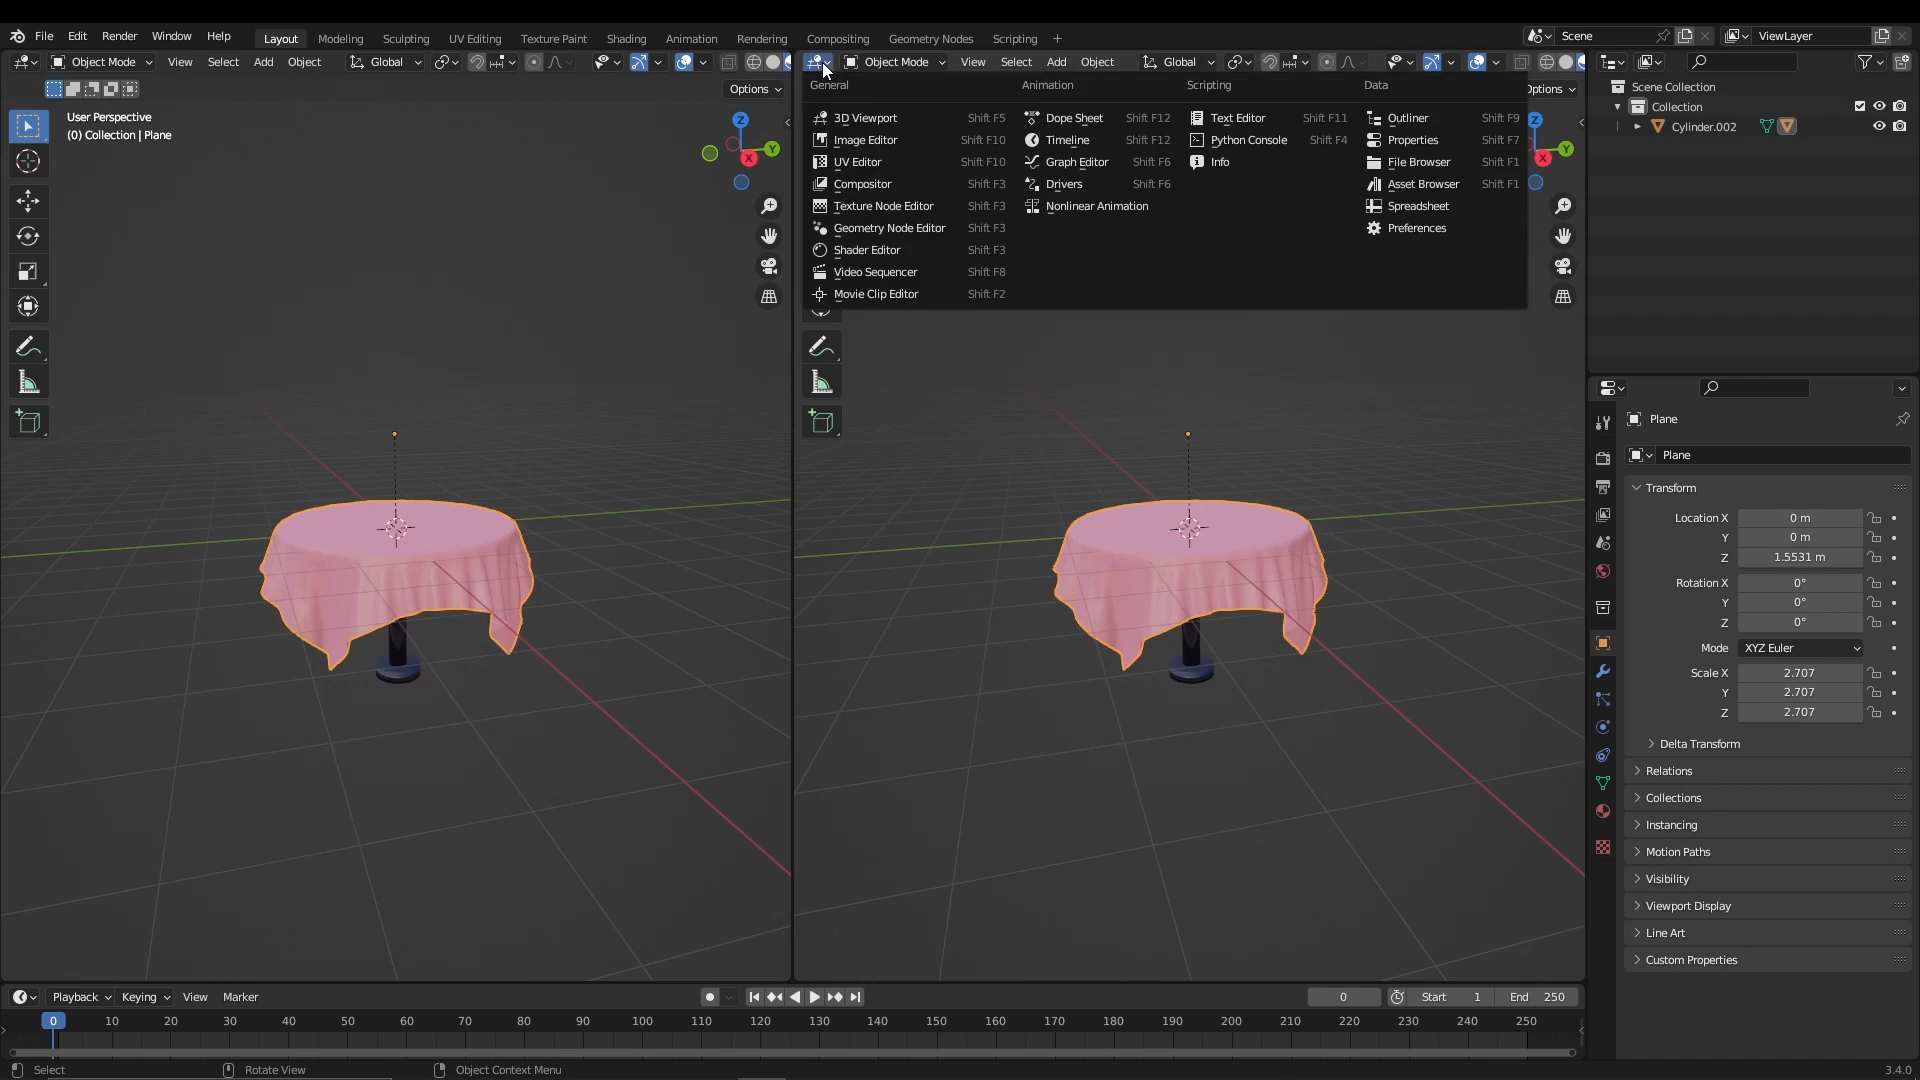 File Edit Render Window Help Layout Modeling Sculpting UV Editing Texture Paint Shading Animation Rendering Compositing Geometry Nodes Scripting + Scene ViewLayer
Object Mode View Select Add Object Global Object Mode View Select Add Object Global
Options Options
User Perspective
(0) Collection | Plane
Z
Y
X
General Animation Scripting Data
3D Viewport Shift F5 Dope Sheet Shift F12 Text Editor Shift F11 Outliner Shift F9
Image Editor Shift F10 Timeline Shift F12 Python Console Shift F4 Properties Shift F7
UV Editor Shift F10 Graph Editor Shift F6 Info File Browser Shift F1
Compositor Shift F3 Drivers Shift F6 Asset Browser Shift F1
Texture Node Editor Shift F3 Nonlinear Animation Spreadsheet
Geometry Node Editor Shift F3 Preferences
Shader Editor Shift F3
Video Sequencer Shift F8
Movie Clip Editor Shift F2
Z
Y
X
Scene Collection
Collection
Cylinder.002
Plane
Plane
Transform
Location X 0 m
Y 0 m
Z 1.5531 m
Rotation X 0°
Y 0°
Z 0°
Mode XYZ Euler
Scale X 2.707
Y 2.707
Z 2.707
Delta Transform
Relations
Collections
Instancing
Motion Paths
Visibility
Viewport Display
Line Art
Custom Properties
Playback Keying View Marker 0 Start 1 End 250
0 10 20 30 40 50 60 70 80 90 100 110 120 130 140 150 160 170 180 190 200 210 220 230 240 250
Select Rotate View Object Context Menu 3.4.0